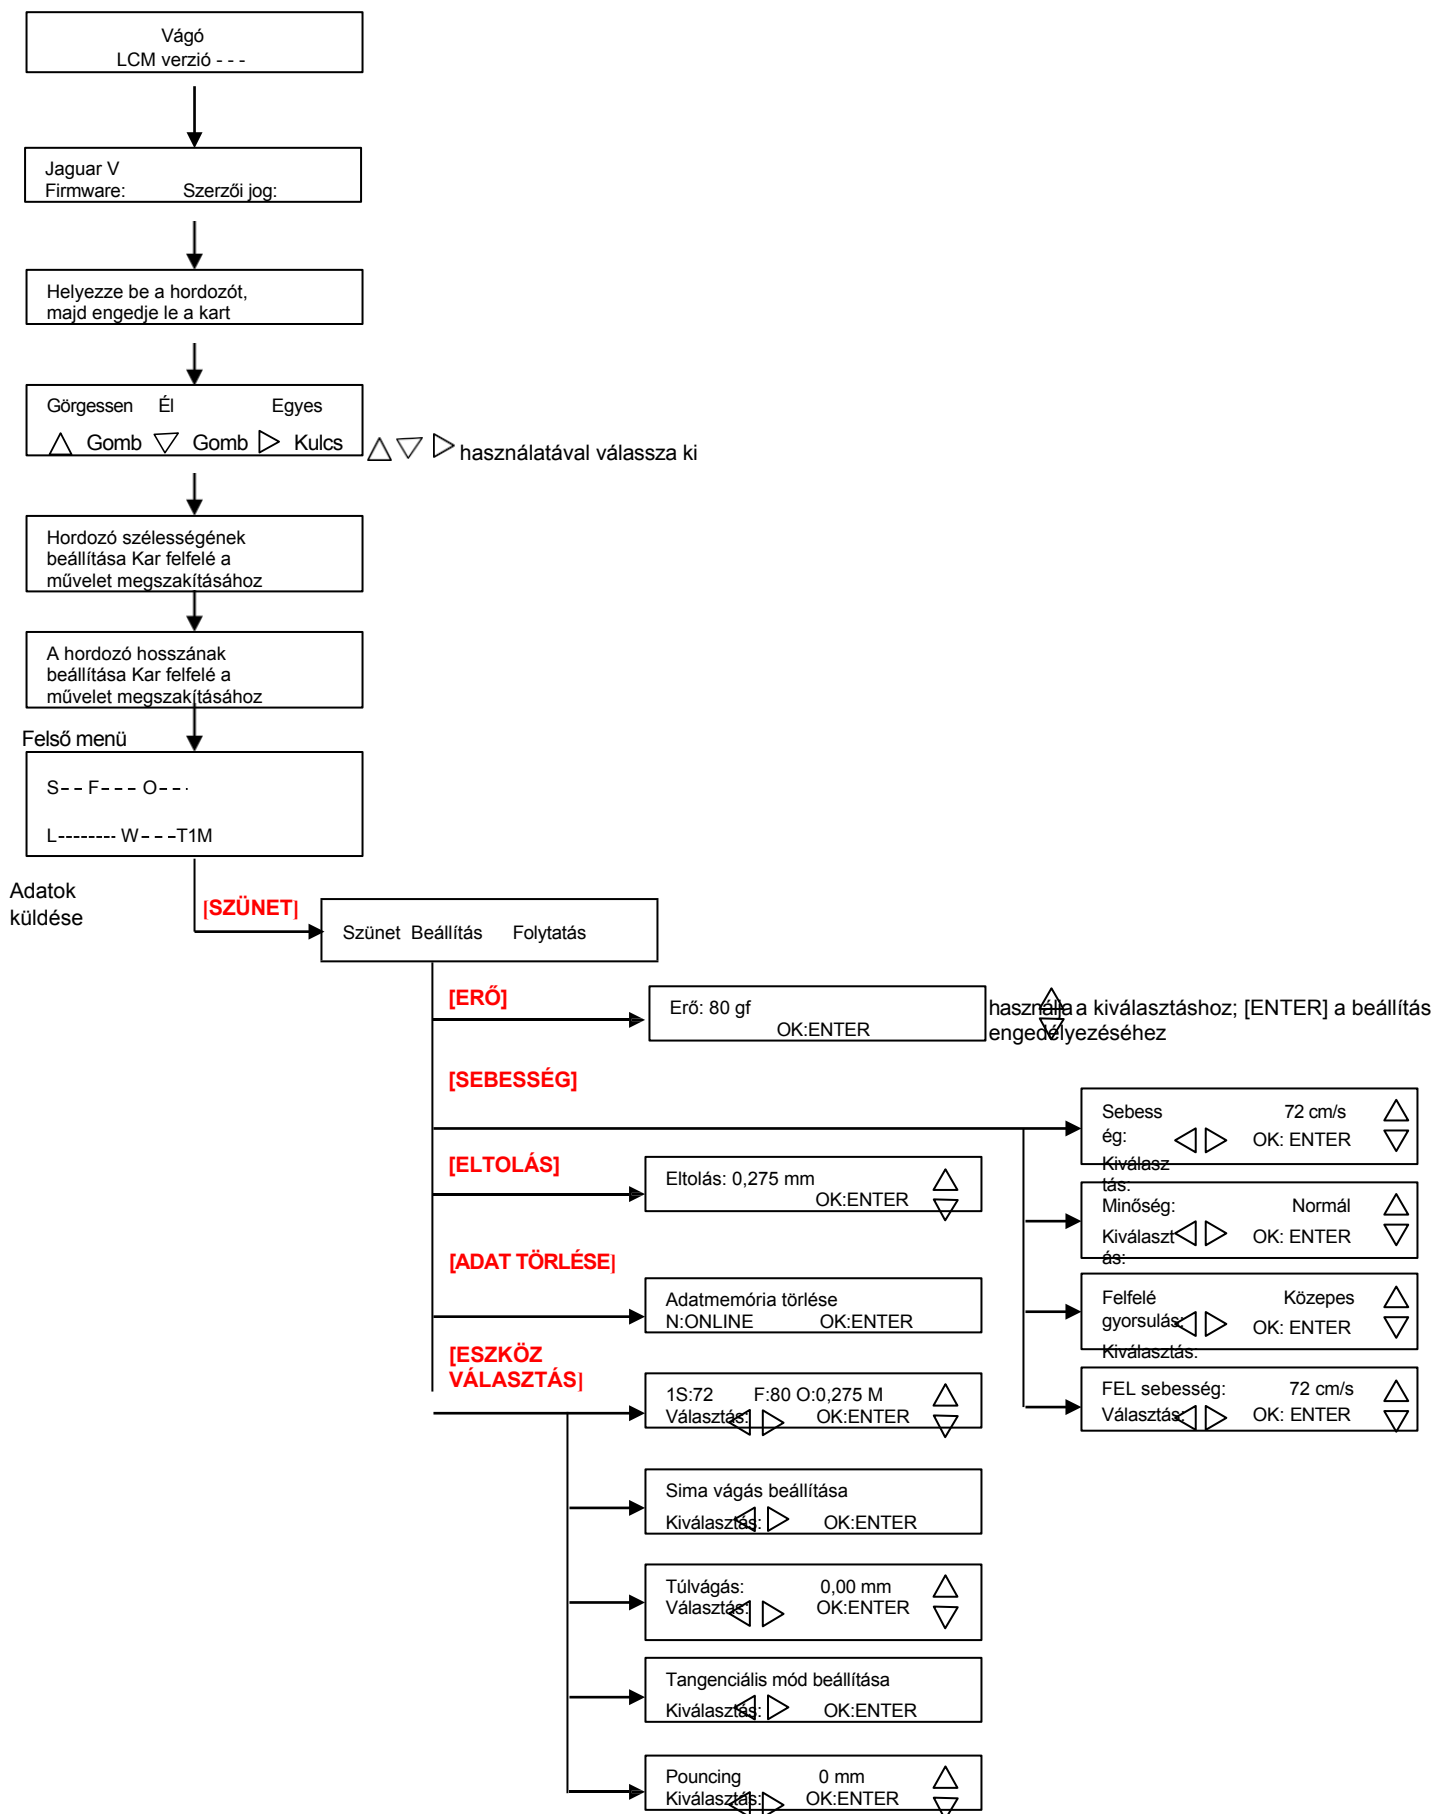 Vágó
LCM verzió - - -
Jaguar V
Firmware: Szerzői jog:
Helyezze be a hordozót,
majd engedje le a kart
Görgessen Él Egyes
△ Gomb ▽ Gomb ▷ Kulcs
△ ▽ ▷ használatával válassza ki
Hordozó szélességének
beállítása Kar felfelé a
művelet megszakításához
A hordozó hosszának
beállítása Kar felfelé a
művelet megszakításához
Felső menü
S-- F--- O--·
L-------- W---T1M
Adatok
küldése
[SZÜNET]
Szünet Beállítás Folytatás
[ERŐ]
Erő: 80 gf
OK:ENTER
használja a kiválasztáshoz; [ENTER] a beállítás
engedélyezéséhez
[SEBESSÉG]
Sebess 72 cm/s △
ég: ◁ ▷ OK: ENTER ▽
Kiválasz
tás:
[ELTOLÁS]
Eltolás: 0,275 mm △
OK:ENTER ▽
Minőség: Normál △
Kiválaszt ◁ ▷ OK: ENTER ▽
ás:
[ADAT TÖRLÉSE]
Adatmemória törlése
N:ONLINE OK:ENTER
Felfelé Közepes △
gyorsulás: ◁ ▷ OK: ENTER ▽
Kiválasztás:
[ESZKÖZ
VÁLASZTÁS]
1S:72 F:80 O:0,275 M △
Választás: ◁ ▷ OK:ENTER ▽
FEL sebesség: 72 cm/s △
Választás: ◁ ▷ OK: ENTER ▽
Sima vágás beállítása
Kiválasztás: ◁ ▷ OK:ENTER
Túlvágás: 0,00 mm △
Választás: ◁ ▷ OK:ENTER ▽
Tangenciális mód beállítása
Kiválasztás: ◁ ▷ OK:ENTER
Pouncing 0 mm △
Kiválasztás: ◁ ▷ OK:ENTER ▽